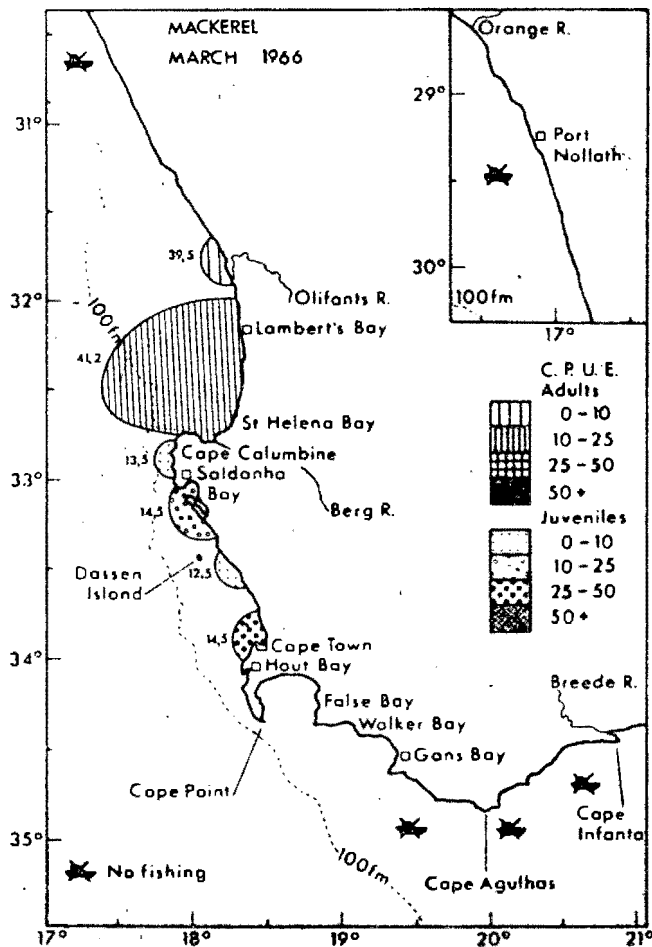 MACKEREL
MARCH 1966
Orange R.
29°
Port
Nollath
30°
100fm
17°
31°
39,5
Olifants R.
32°
100fm
Lambert's Bay
41,2
St Helena Bay
13,5
Cape Calumbine
33°
Saldanha
Bay
14,5
Berg R.
Dassen
Island
12,5
14,5
Cape Town
34°
Hout Bay
False Bay
Walker Bay
Gans Bay
Breede R.
Cape Point
Cape
Infanta
35°
100fm
No fishing
Cape Agulhas
17°
18°
19°
20°
21°
C. P. U. E.
Adults
0-10
10-25
25-50
50+
Juveniles
0-10
10-25
25-50
50+